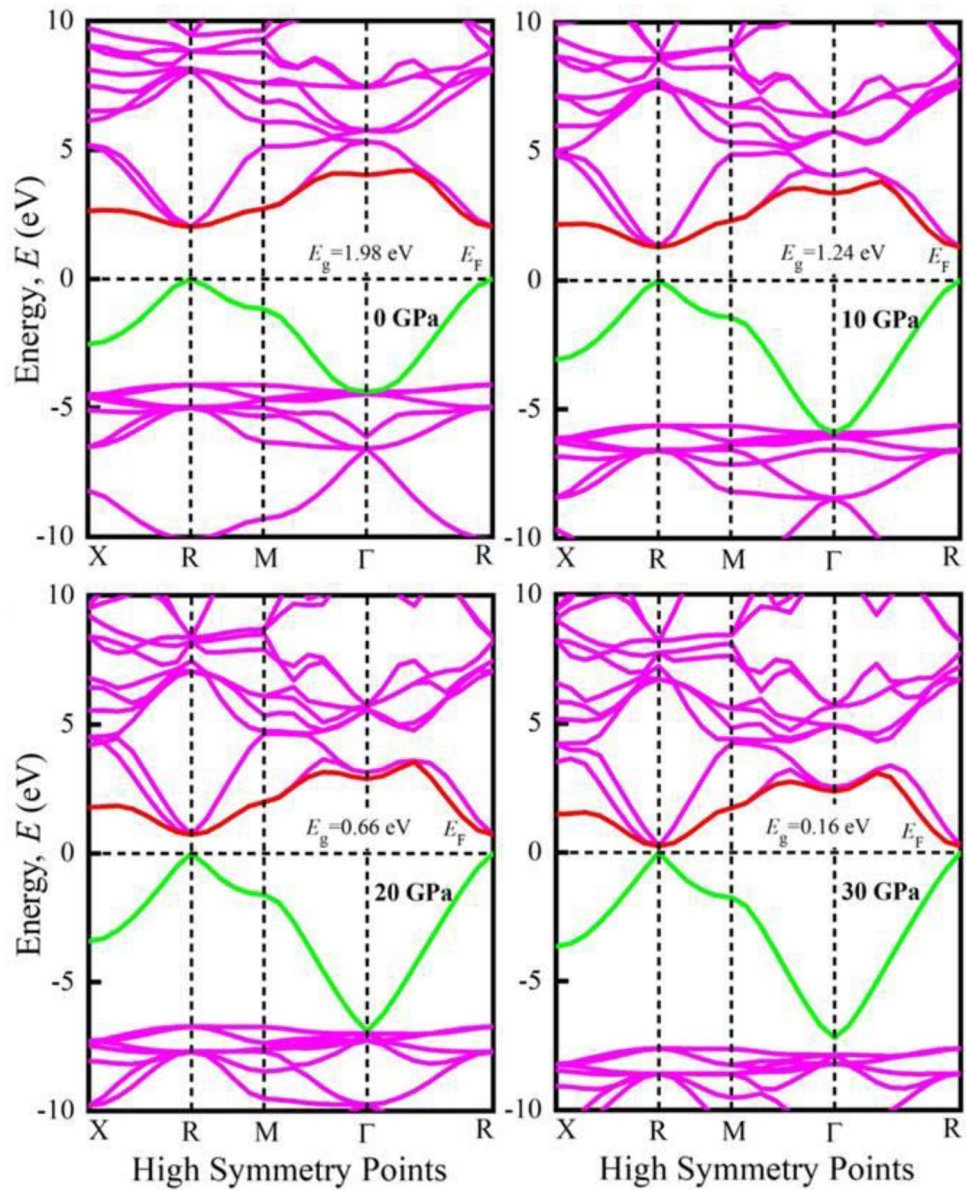 10
5
0
-5
-10
Energy, E (eV)
Eg=1.98 eV
EF
0 GPa
X R M Γ R
10
5
0
-5
-10
Eg=1.24 eV
EF
10 GPa
X R M Γ R
10
5
0
-5
-10
Energy, E (eV)
Eg=0.66 eV
EF
20 GPa
X R M Γ R
High Symmetry Points
10
5
0
-5
-10
Eg=0.16 eV
EF
30 GPa
X R M Γ R
High Symmetry Points